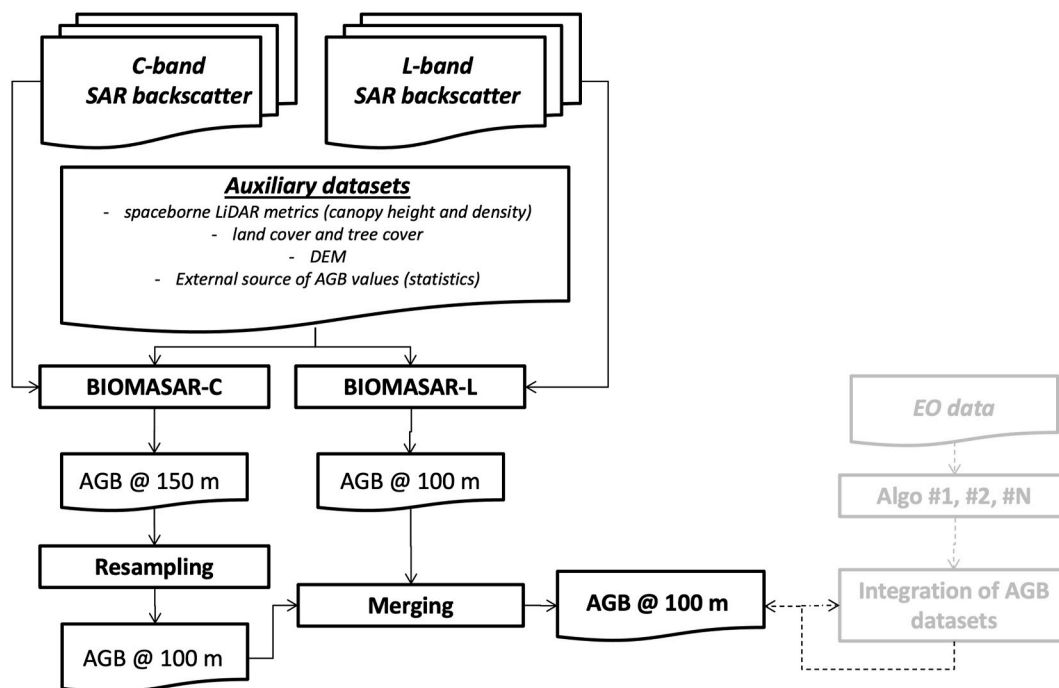 C-band
SAR backscatter
L-band
SAR backscatter
Auxiliary datasets
- spaceborne LiDAR metrics (canopy height and density)
- land cover and tree cover
- DEM
- External source of AGB values (statistics)
BIOMASAR-C
BIOMASAR-L
EO data
AGB @ 150 m
AGB @ 100 m
Algo #1, #2, #N
Resampling
Merging
AGB @ 100 m
Integration of AGB
datasets
AGB @ 100 m